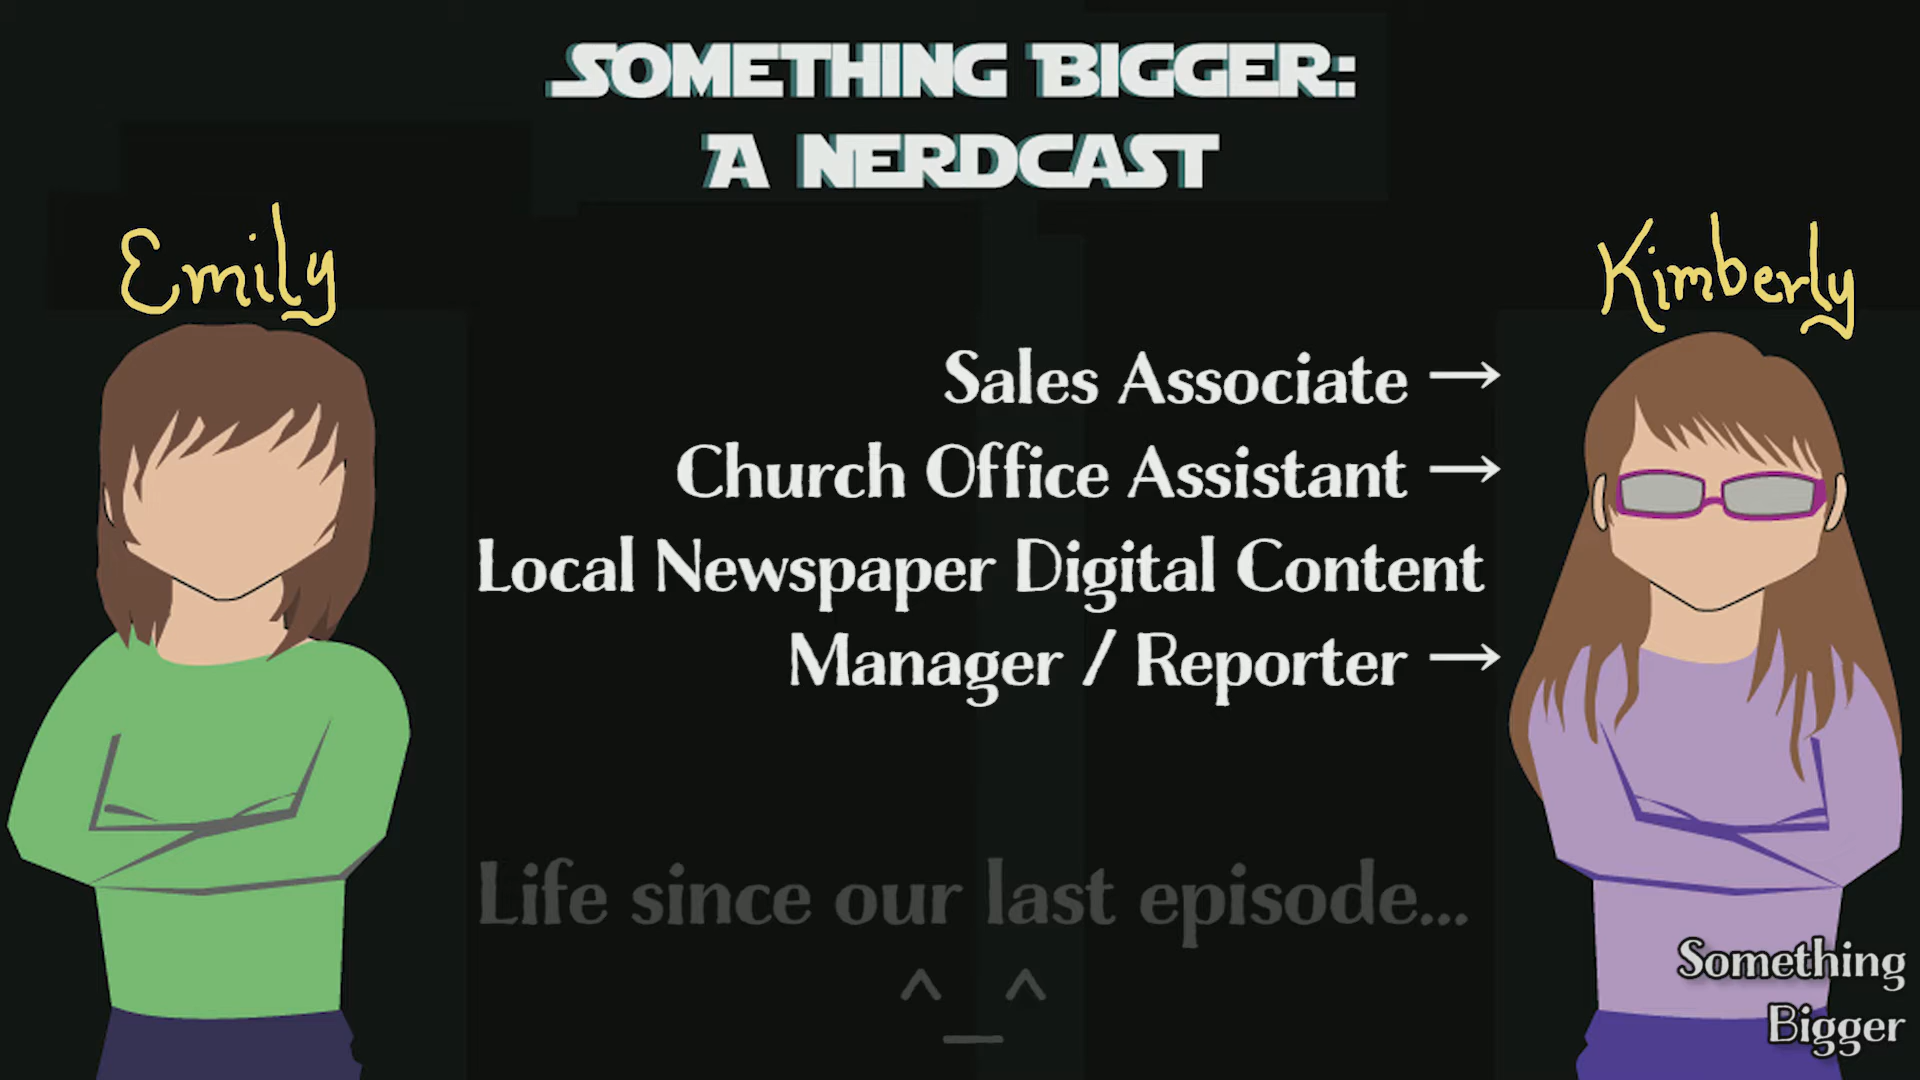 SOMETHING BIGGER:
A NERDCAST
Emily
Kimberly
Sales Associate →
Church Office Assistant →
Local Newspaper Digital Content
Manager / Reporter →
Life since our last episode...
^_^
Something
Bigger